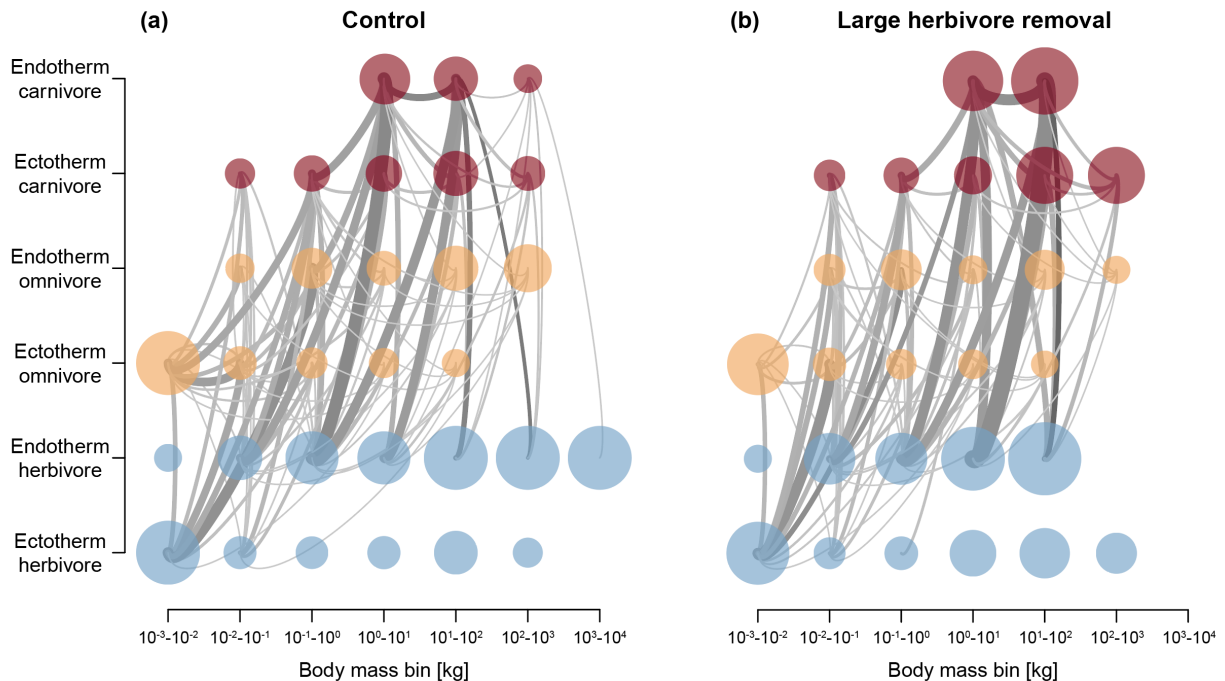 (a) Control
(b) Large herbivore removal
Endotherm
carnivore
Ectotherm
carnivore
Endotherm
omnivore
Ectotherm
omnivore
Endotherm
herbivore
Ectotherm
herbivore
10⁻³-10⁻² 10⁻²-10⁻¹ 10⁻¹-10⁰ 10⁰-10¹ 10¹-10² 10²-10³ 10³-10⁴
Body mass bin [kg]
10⁻³-10⁻² 10⁻²-10⁻¹ 10⁻¹-10⁰ 10⁰-10¹ 10¹-10² 10²-10³ 10³-10⁴
Body mass bin [kg]